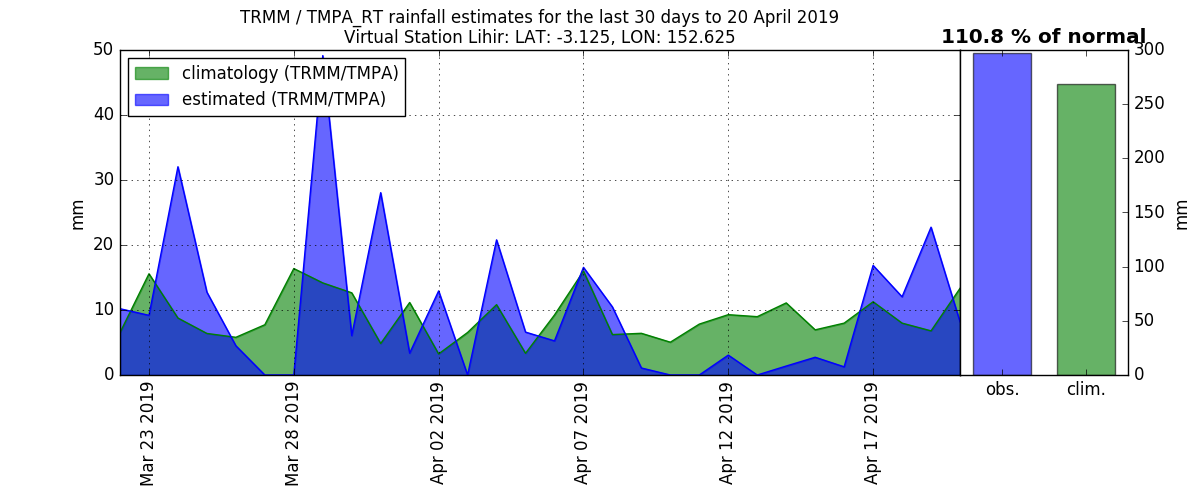 TRMM / TMPA_RT rainfall estimates for the last 30 days to 20 April 2019
Virtual Station Lihir: LAT: -3.125, LON: 152.625
110.8 % of normal
climatology (TRMM/TMPA)
estimated (TRMM/TMPA)
50
40
30
20
10
0
mm
300
250
200
150
100
50
0
mm
Mar 23 2019
Mar 28 2019
Apr 02 2019
Apr 07 2019
Apr 12 2019
Apr 17 2019
obs.
clim.